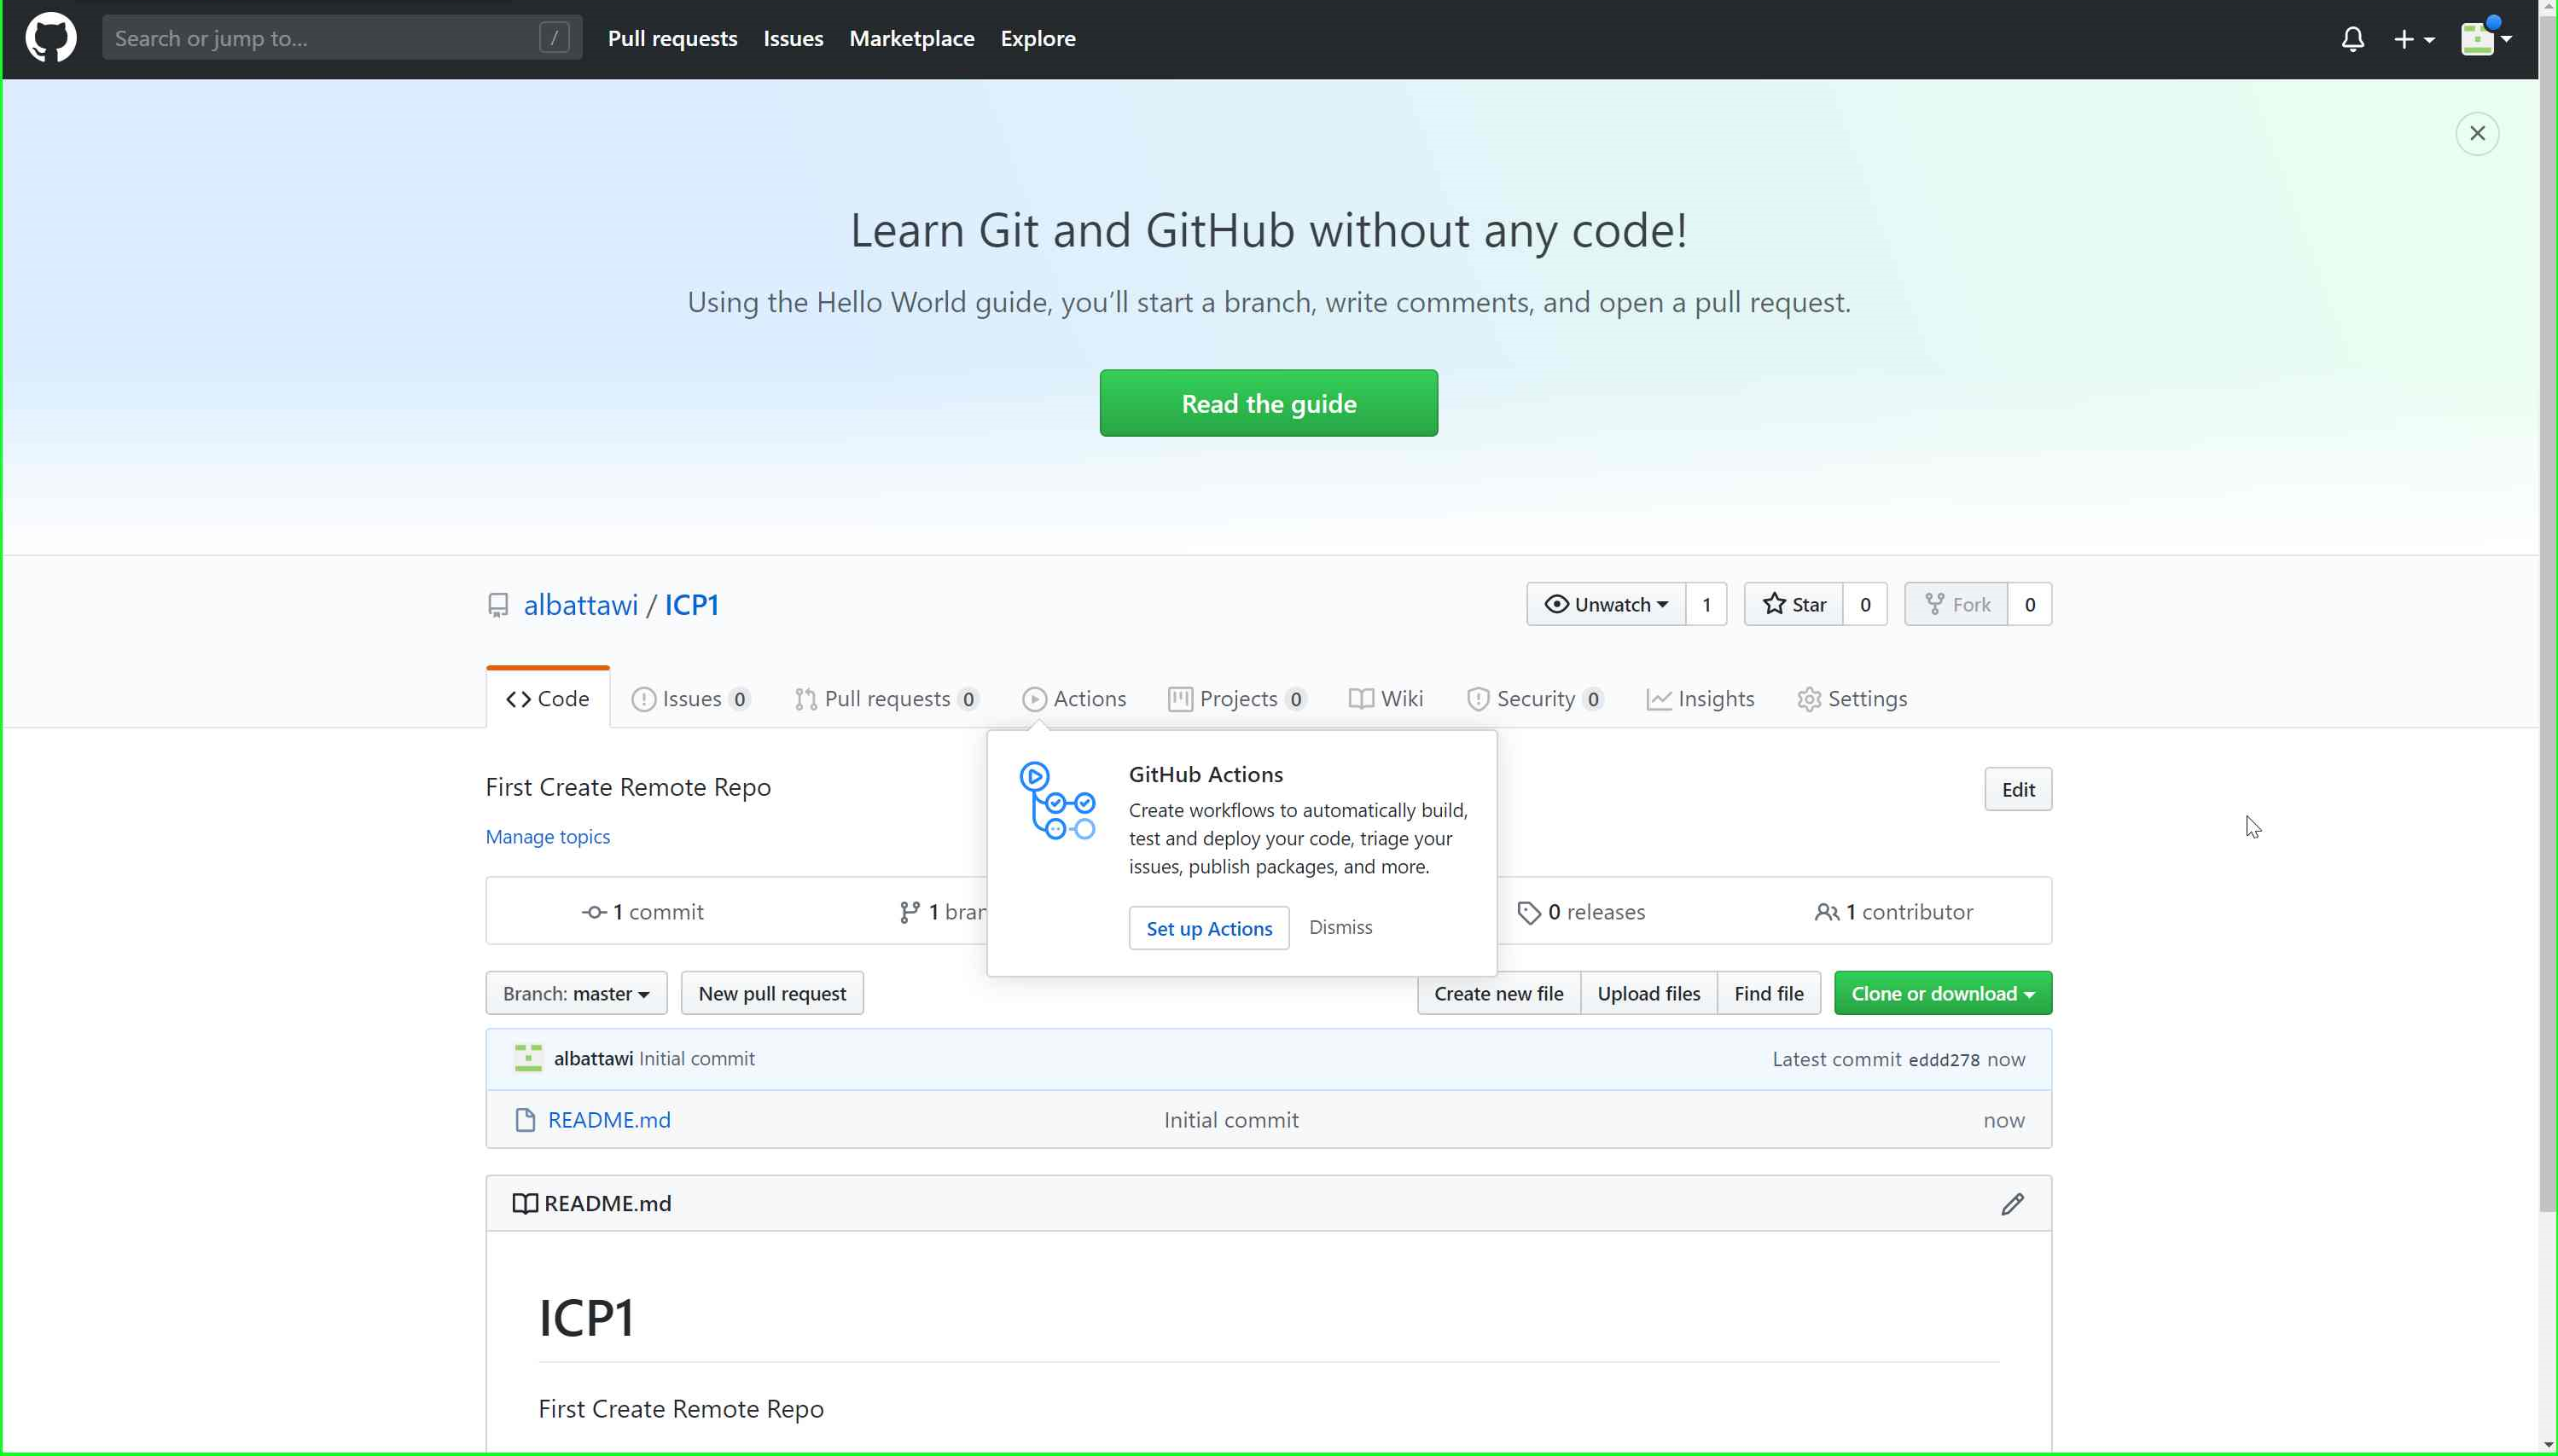 Search or jump to... /
Pull requests Issues Marketplace Explore
Learn Git and GitHub without any code!
Using the Hello World guide, you’ll start a branch, write comments, and open a pull request.
Read the guide
albattawi / ICP1
Unwatch 1 Star 0 Fork 0
Code Issues 0 Pull requests 0 Actions Projects 0 Wiki Security 0 Insights Settings
First Create Remote Repo
Edit
Manage topics
GitHub Actions
Create workflows to automatically build,
test and deploy your code, triage your
issues, publish packages, and more.
Set up Actions Dismiss
1 commit 1 bran 0 releases 1 contributor
Branch: master New pull request Create new file Upload files Find file Clone or download
albattawi Initial commit Latest commit eddd278 now
README.md Initial commit now
README.md
ICP1
First Create Remote Repo